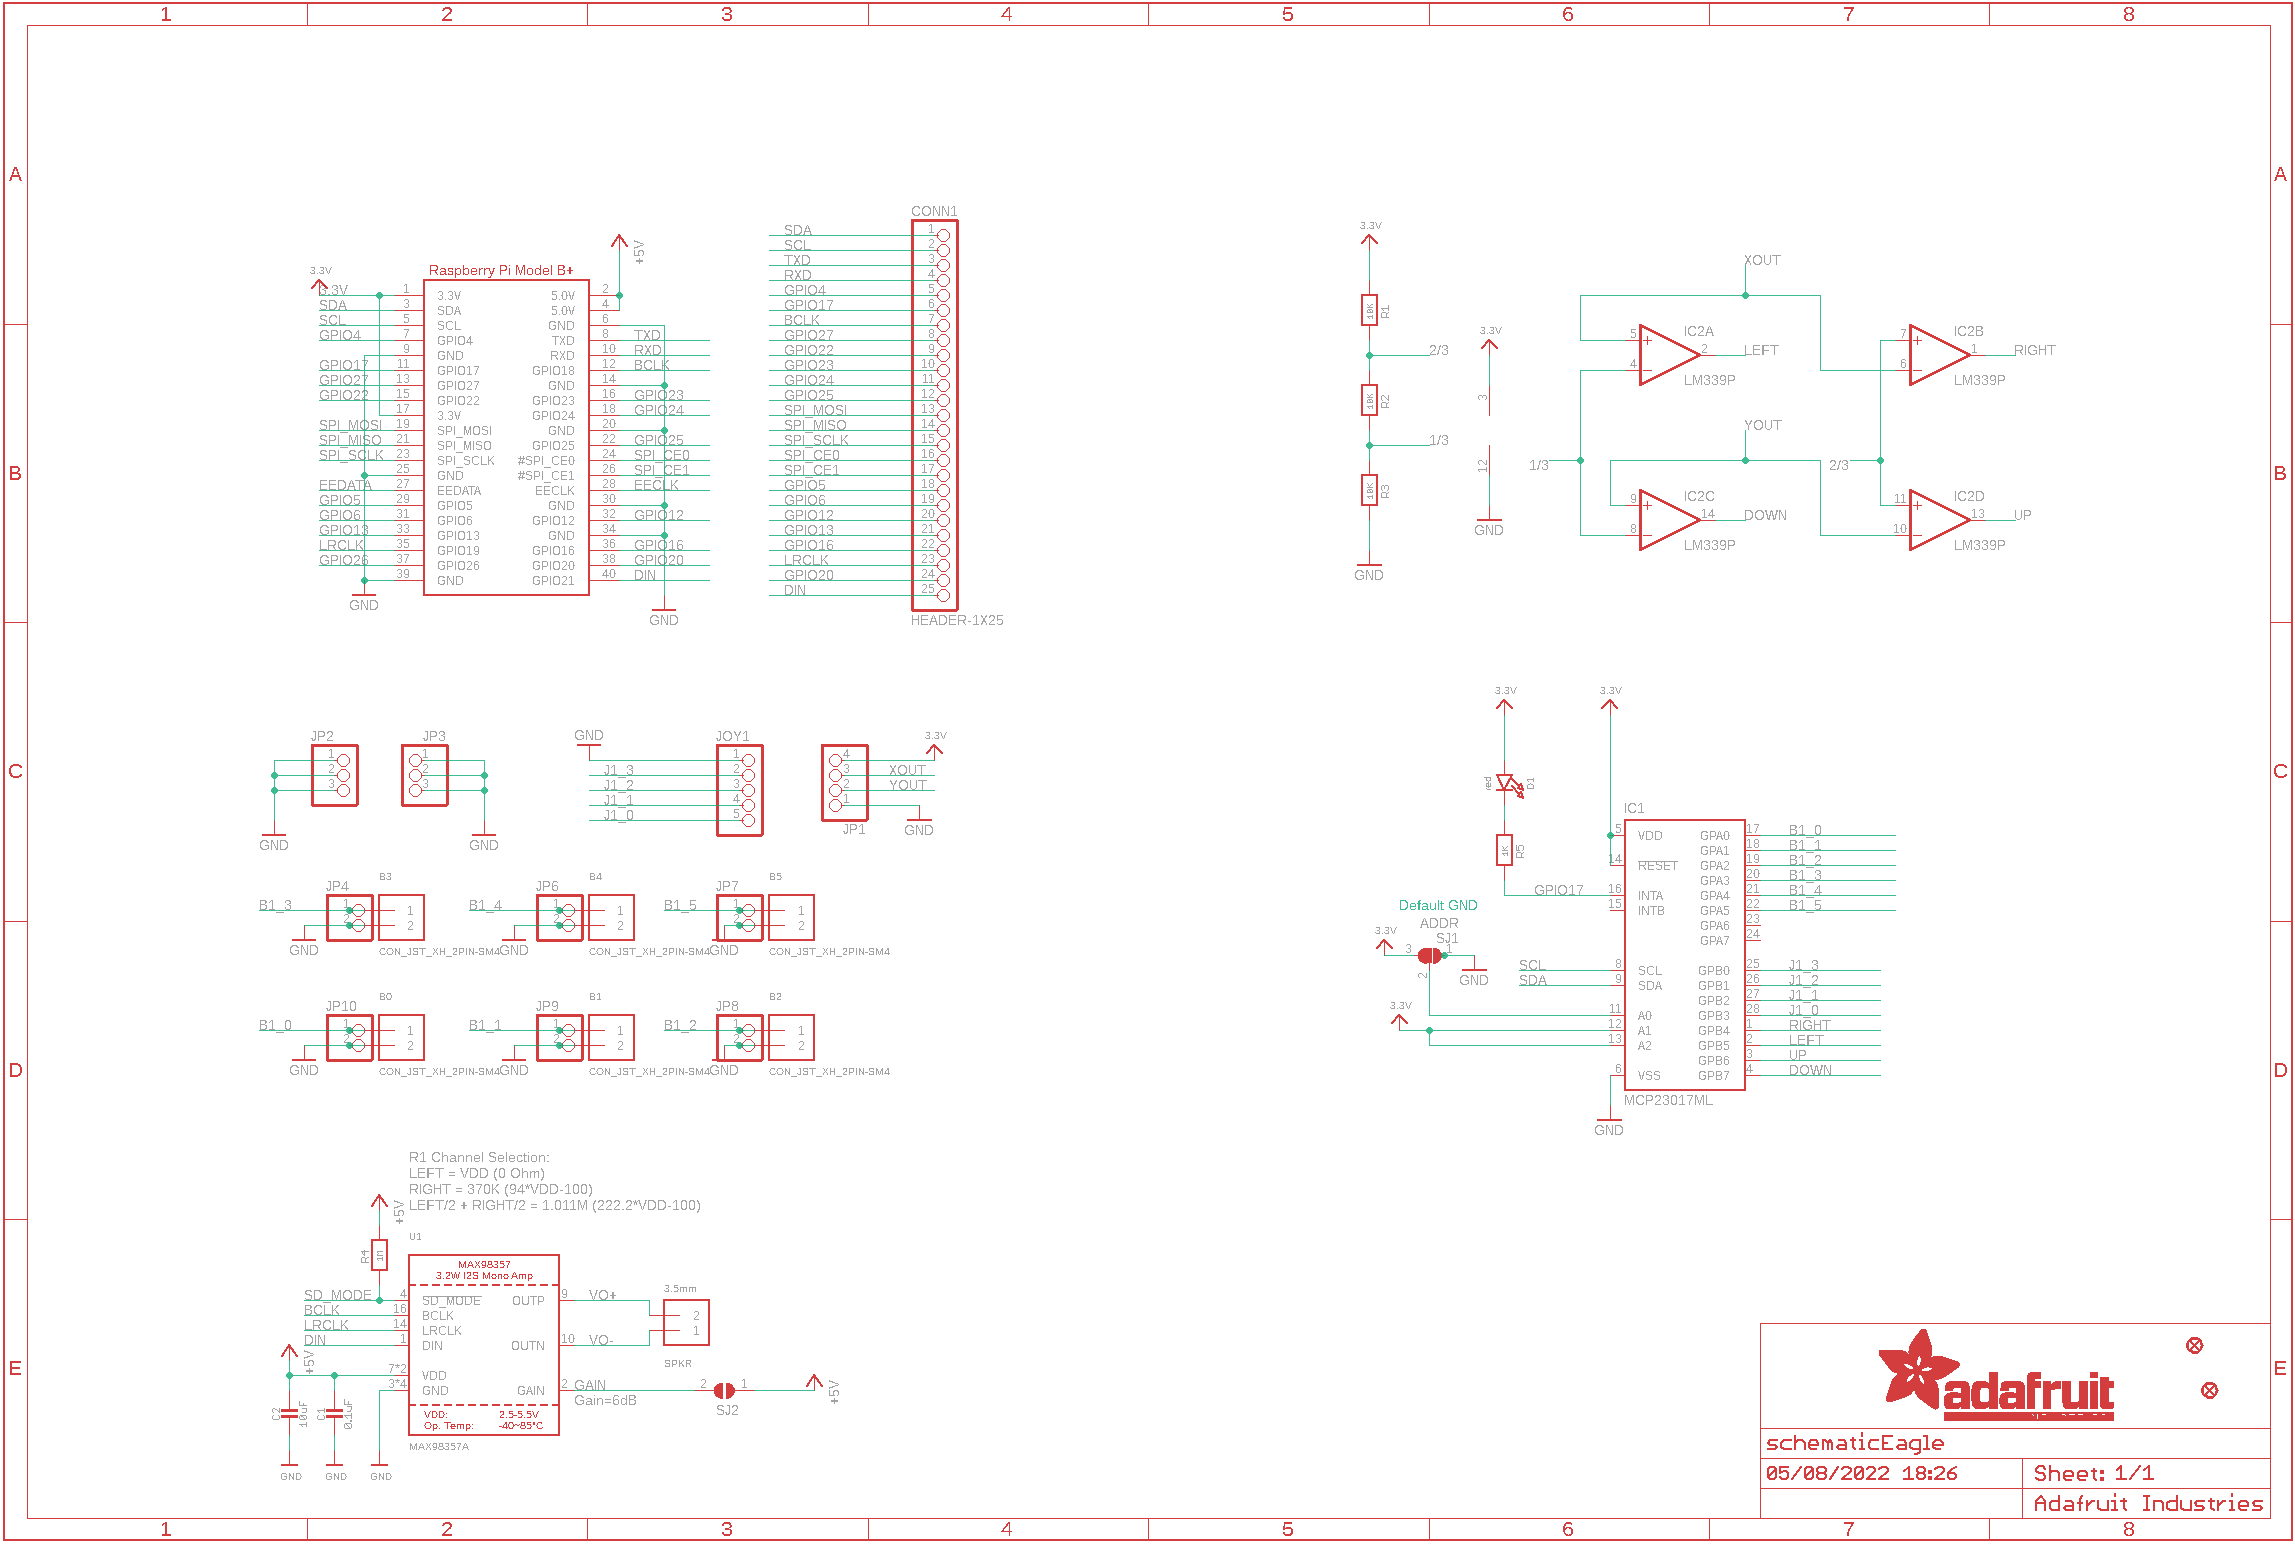 1 2 3 4 5 6 7 8
A A
B B
C C
D D
E E
1 2 3 4 5 6 7 8
Raspberry Pi Model B+
3.3V
+5V
3.3V 1 3.3V 5.0V 2
SDA 3 SDA 5.0V 4
SCL 5 SCL GND 6
GPIO4 7 GPIO4 TXD 8 TXD
9 GND RXD 10 RXD
GPIO17 11 GPIO17 GPIO18 12 BCLK
GPIO27 13 GPIO27 GND 14
GPIO22 15 GPIO22 GPIO23 16 GPIO23
17 3.3V GPIO24 18 GPIO24
SPI_MOSI 19 SPI_MOSI GND 20
SPI_MISO 21 SPI_MISO GPIO25 22 GPIO25
SPI_SCLK 23 SPI_SCLK #SPI_CE0 24 SPI_CE0
25 GND #SPI_CE1 26 SPI_CE1
EEDATA 27 EEDATA EECLK 28 EECLK
GPIO5 29 GPIO5 GND 30
GPIO6 31 GPIO6 GPIO12 32 GPIO12
GPIO13 33 GPIO13 GND 34
LRCLK 35 GPIO19 GPIO16 36 GPIO16
GPIO26 37 GPIO26 GPIO20 38 GPIO20
39 GND GPIO21 40 DIN
GND
GND
CONN1
SDA 1
SCL 2
TXD 3
RXD 4
GPIO4 5
GPIO17 6
BCLK 7
GPIO27 8
GPIO22 9
GPIO23 10
GPIO24 11
GPIO25 12
SPI_MOSI 13
SPI_MISO 14
SPI_SCLK 15
SPI_CE0 16
SPI_CE1 17
GPIO5 18
GPIO6 19
GPIO12 20
GPIO13 21
GPIO16 22
LRCLK 23
GPIO20 24
DIN 25
HEADER-1X25
3.3V
10K R1
2/3
10K R2
1/3
10K R3
GND
3.3V
3
12
GND
XOUT
5 + IC2A 2 LEFT
4 - LM339P
7 + IC2B 1 RIGHT
6 - LM339P
YOUT
1/3
2/3
9 + IC2C 14 DOWN
8 - LM339P
11 + IC2D 13 UP
10 - LM339P
JP2
1
2
3
GND
JP3
1
2
3
GND
GND
JOY1
1
J1_3 2
J1_2 3
J1_1 4
J1_0 5
3.3V
4
3 XOUT
2 YOUT
1
JP1 GND
B1_3 JP4 1 2 B3 1 2 GND CON_JST_XH_2PIN-SM4
B1_4 JP6 1 2 B4 1 2 GND CON_JST_XH_2PIN-SM4
B1_5 JP7 1 2 B5 1 2 GND CON_JST_XH_2PIN-SM4
B1_0 JP10 1 2 B0 1 2 GND CON_JST_XH_2PIN-SM4
B1_1 JP9 1 2 B1 1 2 GND CON_JST_XH_2PIN-SM4
B1_2 JP8 1 2 B2 1 2 GND CON_JST_XH_2PIN-SM4
3.3V 3.3V
red D1
1K R5
GPIO17
Default GND
ADDR
SJ1
3.3V 3 1
2 GND
3.3V
IC1
5 VDD GPA0 17 B1_0
GPA1 18 B1_1
14 RESET GPA2 19 B1_2
GPA3 20 B1_3
16 INTA GPA4 21 B1_4
15 INTB GPA5 22 B1_5
GPA6 23
GPA7 24
SCL 8 SCL GPB0 25 J1_3
SDA 9 SDA GPB1 26 J1_2
GPB2 27 J1_1
11 A0 GPB3 28 J1_0
12 A1 GPB4 1 RIGHT
13 A2 GPB5 2 LEFT
GPB6 3 UP
6 VSS GPB7 4 DOWN
MCP23017ML
GND
R1 Channel Selection:
LEFT = VDD (0 Ohm)
RIGHT = 370K (94*VDD-100)
LEFT/2 + RIGHT/2 = 1.011M (222.2*VDD-100)
+5V
R4 1M
U1
MAX98357
3.2W I2S Mono Amp
SD_MODE 4 SD_MODE OUTP 9 VO+
BCLK 16 BCLK
LRCLK 14 LRCLK
DIN 1 DIN OUTN 10 VO-
7*2 VDD
3*4 GND GAIN 2 GAIN
Gain=6dB
VDD: 2.5-5.5V
Op. Temp: -40~85°C
MAX98357A
3.5mm
2
1
SPKR
2 1
SJ2
+5V
+5V
C2 10uF
C1 0.1uF
GND GND GND
adafruit
schematicEagle
05/08/2022 18:26
Sheet: 1/1
Adafruit Industries